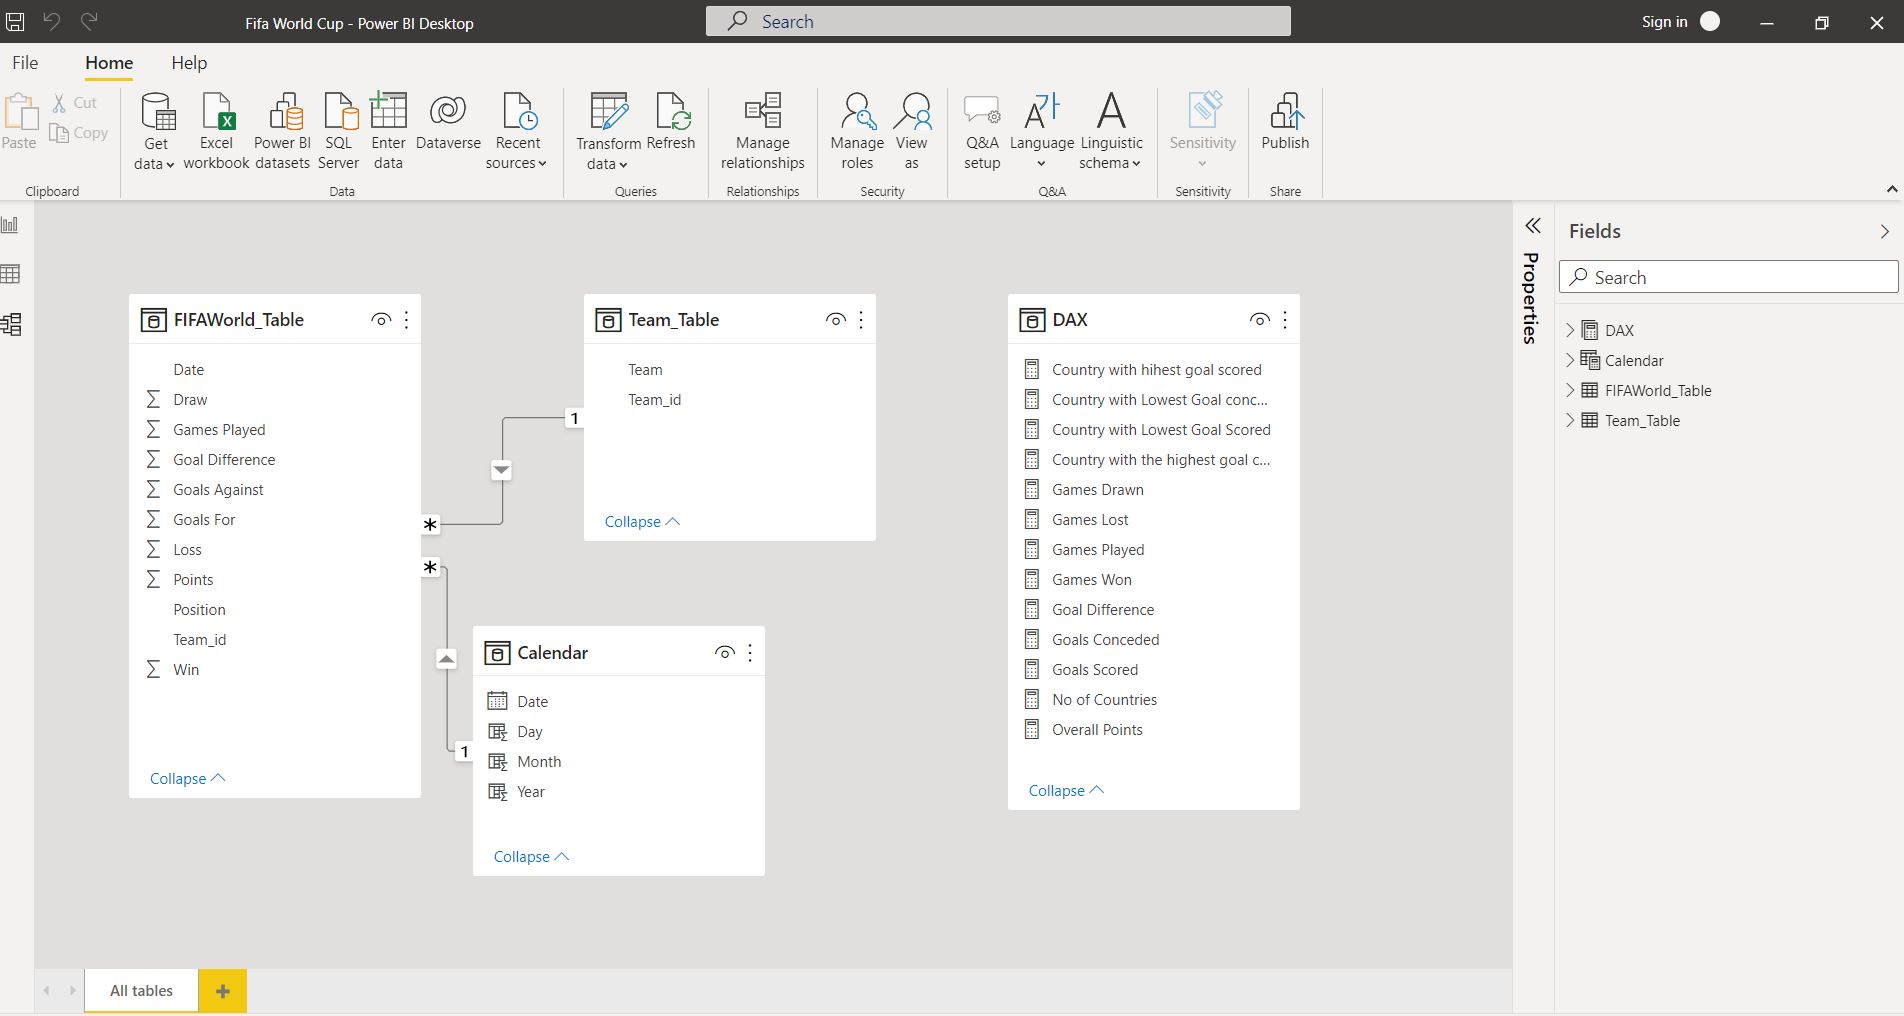 Fifa World Cup - Power BI Desktop
Search
Sign in
File
Home
Help
Paste
Cut
Copy
Clipboard
Get data
Excel workbook
Power BI datasets
SQL Server
Enter data
Dataverse
Recent sources
Data
Transform data
Refresh
Queries
Manage relationships
Relationships
Manage roles
View as
Security
Q&A setup
Language
Linguistic schema
Q&A
Sensitivity
Sensitivity
Publish
Share
FIFAWorld_Table
Date
Draw
Games Played
Goal Difference
Goals Against
Goals For
Loss
Points
Position
Team_id
Win
Collapse
*
*
1
1
Team_Table
Team
Team_id
Collapse
Calendar
Date
Day
Month
Year
Collapse
DAX
Country with hihest goal scored
Country with Lowest Goal conc...
Country with Lowest Goal Scored
Country with the highest goal c...
Games Drawn
Games Lost
Games Played
Games Won
Goal Difference
Goals Conceded
Goals Scored
No of Countries
Overall Points
Collapse
Properties
Fields
Search
DAX
Calendar
FIFAWorld_Table
Team_Table
All tables
+